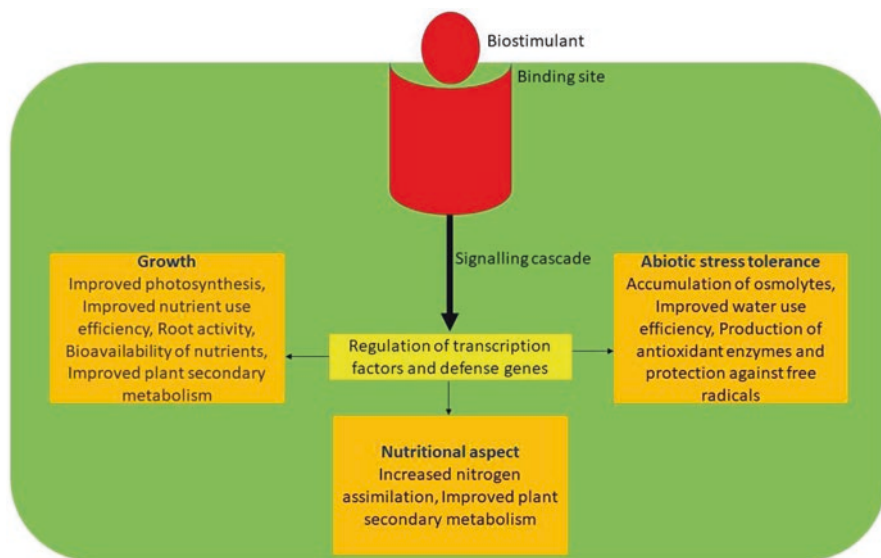 Biostimulant
Binding site
Signalling cascade
Growth
Improved photosynthesis,
Improved nutrient use
efficiency, Root activity,
Bioavailability of nutrients,
Improved plant secondary
metabolism
Regulation of transcription
factors and defense genes
Abiotic stress tolerance
Accumulation of osmolytes,
Improved water use
efficiency, Production of
antioxidant enzymes and
protection against free
radicals
Nutritional aspect
Increased nitrogen
assimilation, Improved plant
secondary metabolism